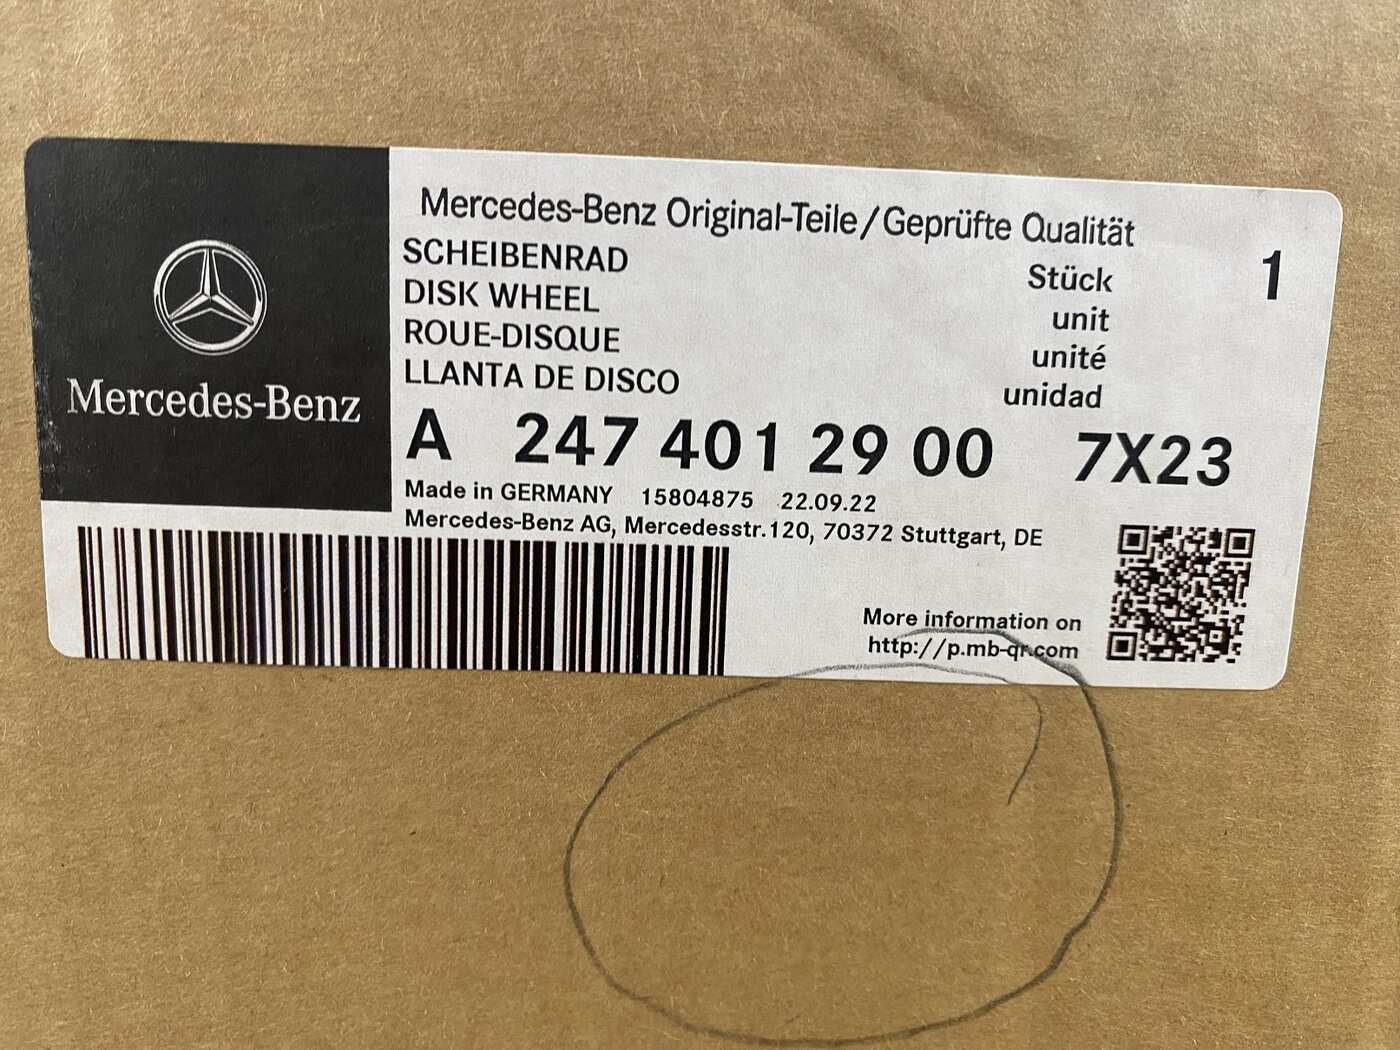 Mercedes-Benz
Mercedes-Benz Original-Teile/Geprüfte Qualität
SCHEIBENRAD
DISK WHEEL
ROUE-DISQUE
LLANTA DE DISCO
Stück 1
unit
unité
unidad
A 247 401 29 00 7X23
Made in GERMANY 15804875 22.09.22
Mercedes-Benz AG, Mercedesstr.120, 70372 Stuttgart, DE
More information on
http://p.mb-qr.com